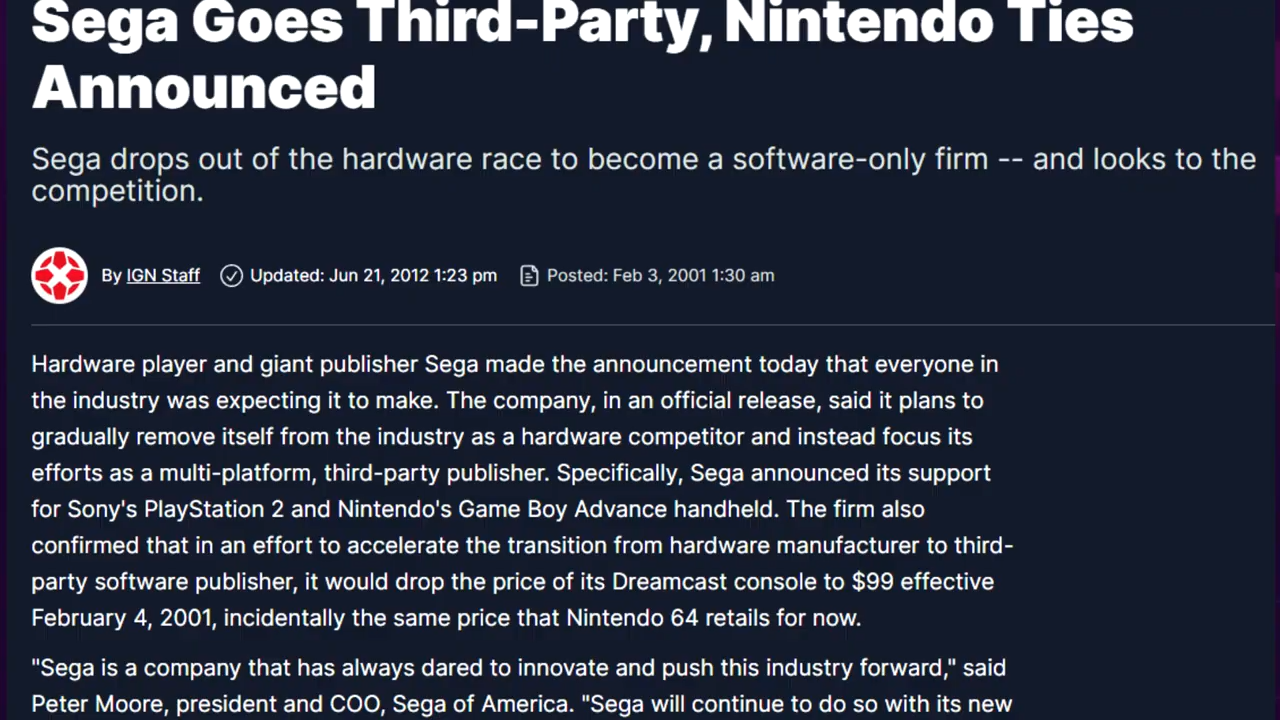 Sega Goes Third-Party, Nintendo Ties
Announced
Sega drops out of the hardware race to become a software-only firm -- and looks to the
competition.
By IGN Staff Updated: Jun 21, 2012 1:23 pm Posted: Feb 3, 2001 1:30 am
Hardware player and giant publisher Sega made the announcement today that everyone in
the industry was expecting it to make. The company, in an official release, said it plans to
gradually remove itself from the industry as a hardware competitor and instead focus its
efforts as a multi-platform, third-party publisher. Specifically, Sega announced its support
for Sony's PlayStation 2 and Nintendo's Game Boy Advance handheld. The firm also
confirmed that in an effort to accelerate the transition from hardware manufacturer to third-
party software publisher, it would drop the price of its Dreamcast console to $99 effective
February 4, 2001, incidentally the same price that Nintendo 64 retails for now.
"Sega is a company that has always dared to innovate and push this industry forward," said
Peter Moore, president and COO, Sega of America. "Sega will continue to do so with its new